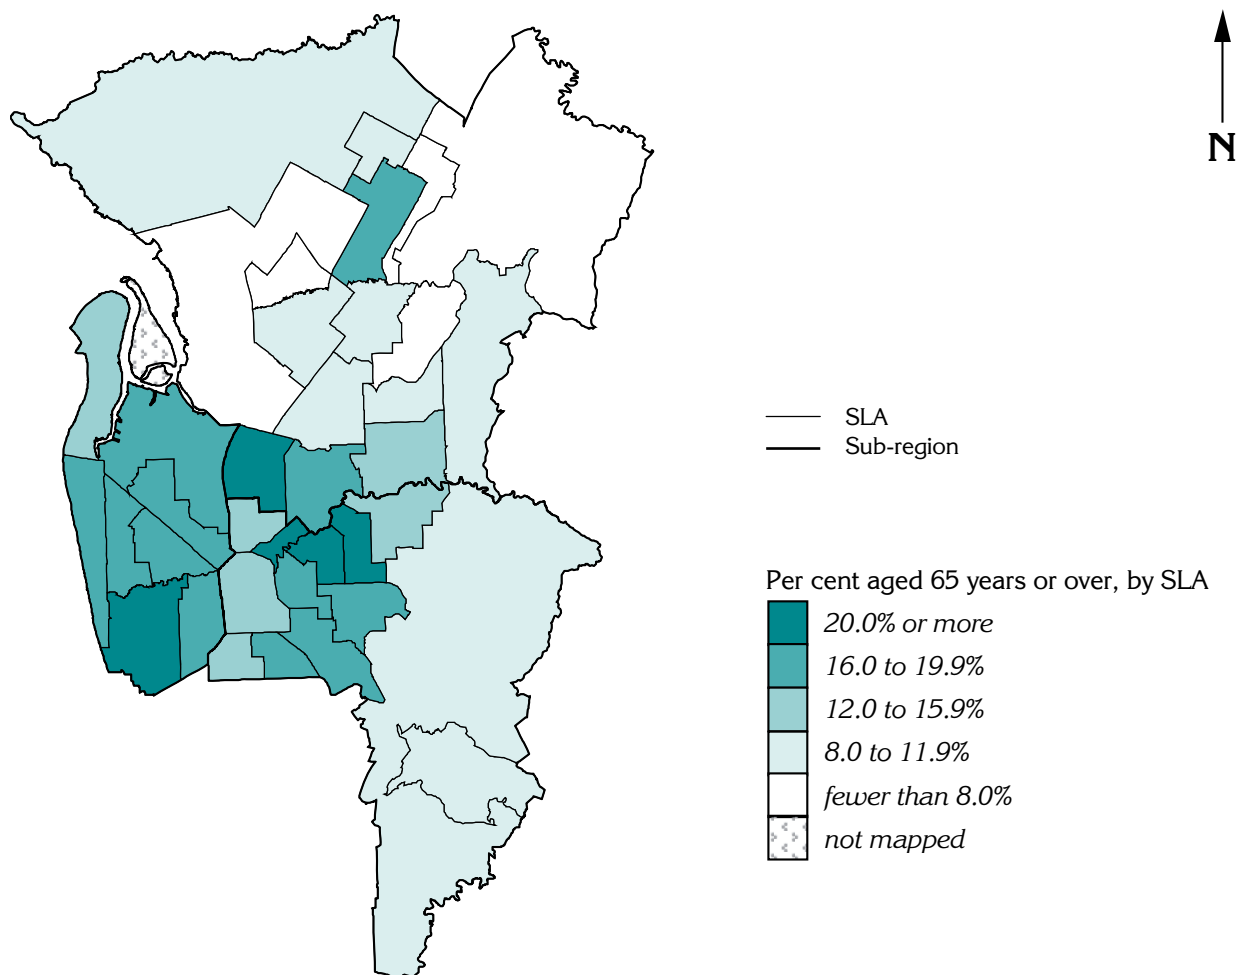 N
SLA
Sub-region
Per cent aged 65 years or over, by SLA
20.0% or more
16.0 to 19.9%
12.0 to 15.9%
8.0 to 11.9%
fewer than 8.0%
not mapped